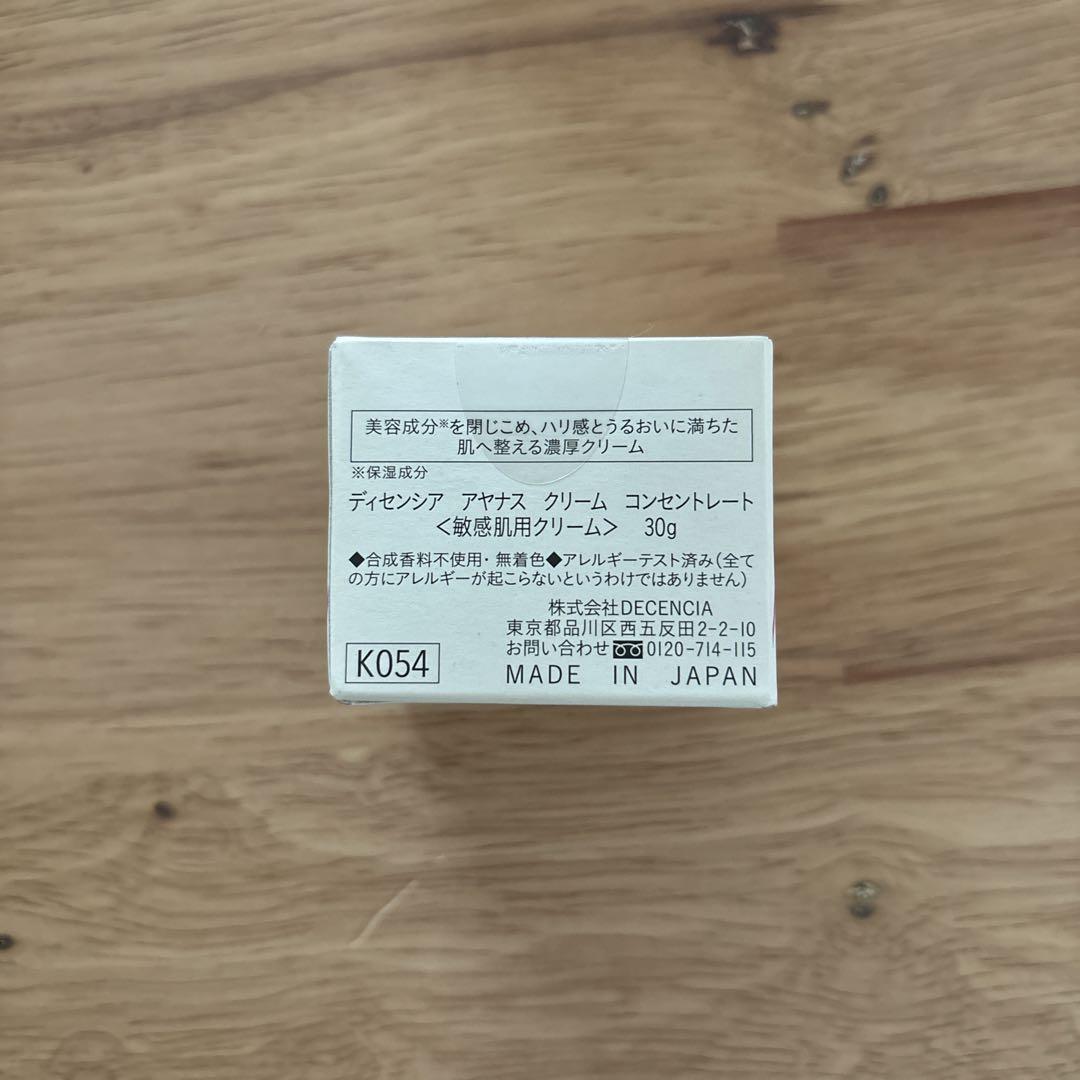 美容成分※を閉じこめ、ハリ感とうるおいに満ちた
肌へ整える濃厚クリーム
※保湿成分
ディセンシア アヤナス クリーム コンセントレート
＜敏感肌用クリーム＞ 30g
◆合成香料不使用・無着色◆アレルギーテスト済み(全て
の方にアレルギーが起こらないというわけではありません)
株式会社DECENCIA
東京都品川区西五反田2-2-10
お問い合わせ 0120-714-115
K054
MADE IN JAPAN